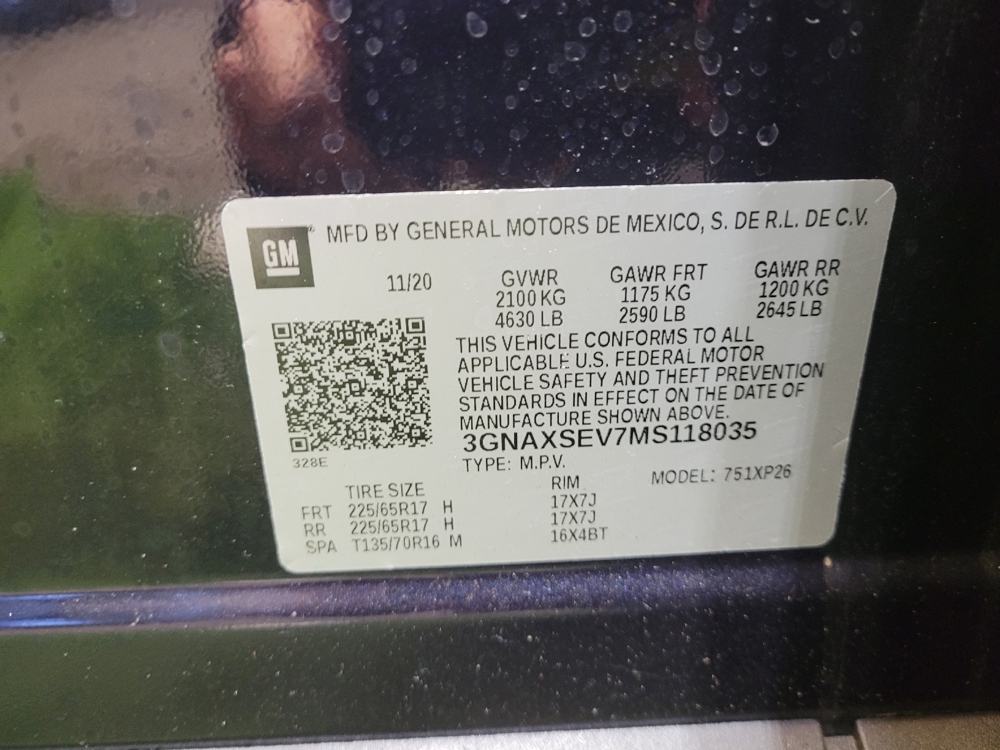 GM® MFD BY GENERAL MOTORS DE MEXICO, S. DE R.L. DE C.V.
11/20 GVWR GAWR FRT GAWR RR
2100 KG 1175 KG 1200 KG
4630 LB 2590 LB 2645 LB
THIS VEHICLE CONFORMS TO ALL
APPLICABLE U.S. FEDERAL MOTOR
VEHICLE SAFETY AND THEFT PREVENTION
STANDARDS IN EFFECT ON THE DATE OF
MANUFACTURE SHOWN ABOVE.
3GNAXSEV7MS118035
328E
TYPE: M.P.V. MODEL: 751XP26
TIRE SIZE RIM
FRT 225/65R17 H 17X7J
RR 225/65R17 H 17X7J
SPA T135/70R16 M 16X4BT